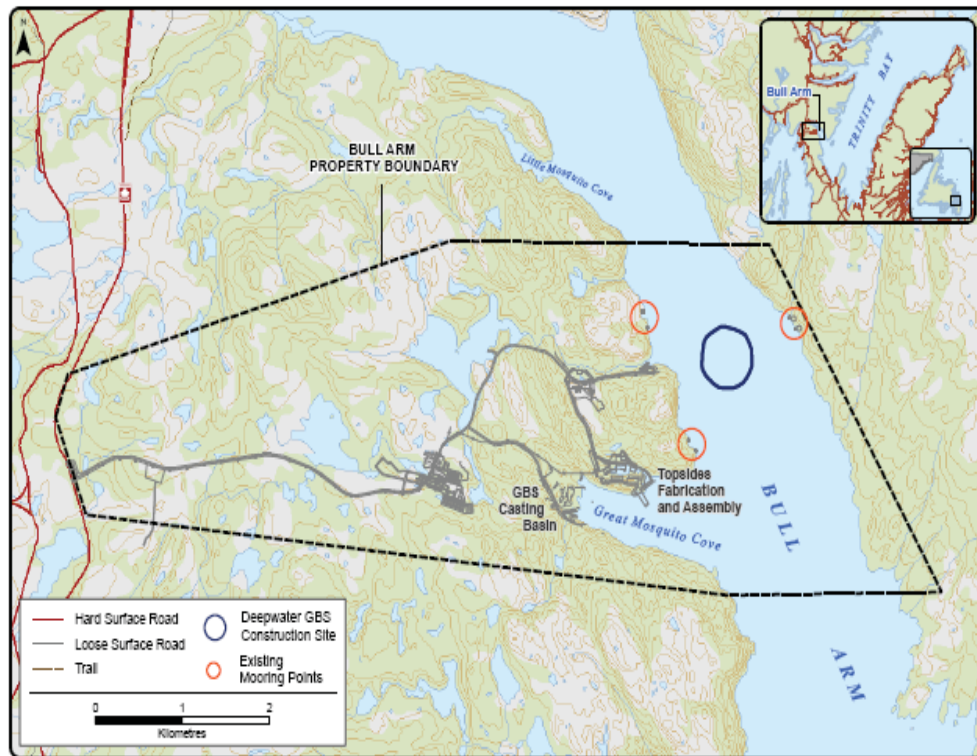 N
BULL ARM
PROPERTY BOUNDARY
Little Mosquito Cove
Bull Arm
TRINITY BAY
GBS
Casting
Basin
Topsides
Fabrication
and Assembly
Great Mosquito Cove
BULL
ARM
Hard Surface Road
Loose Surface Road
Trail
Deepwater GBS
Construction Site
Existing
Mooring Points
0 1 2
Kilometres